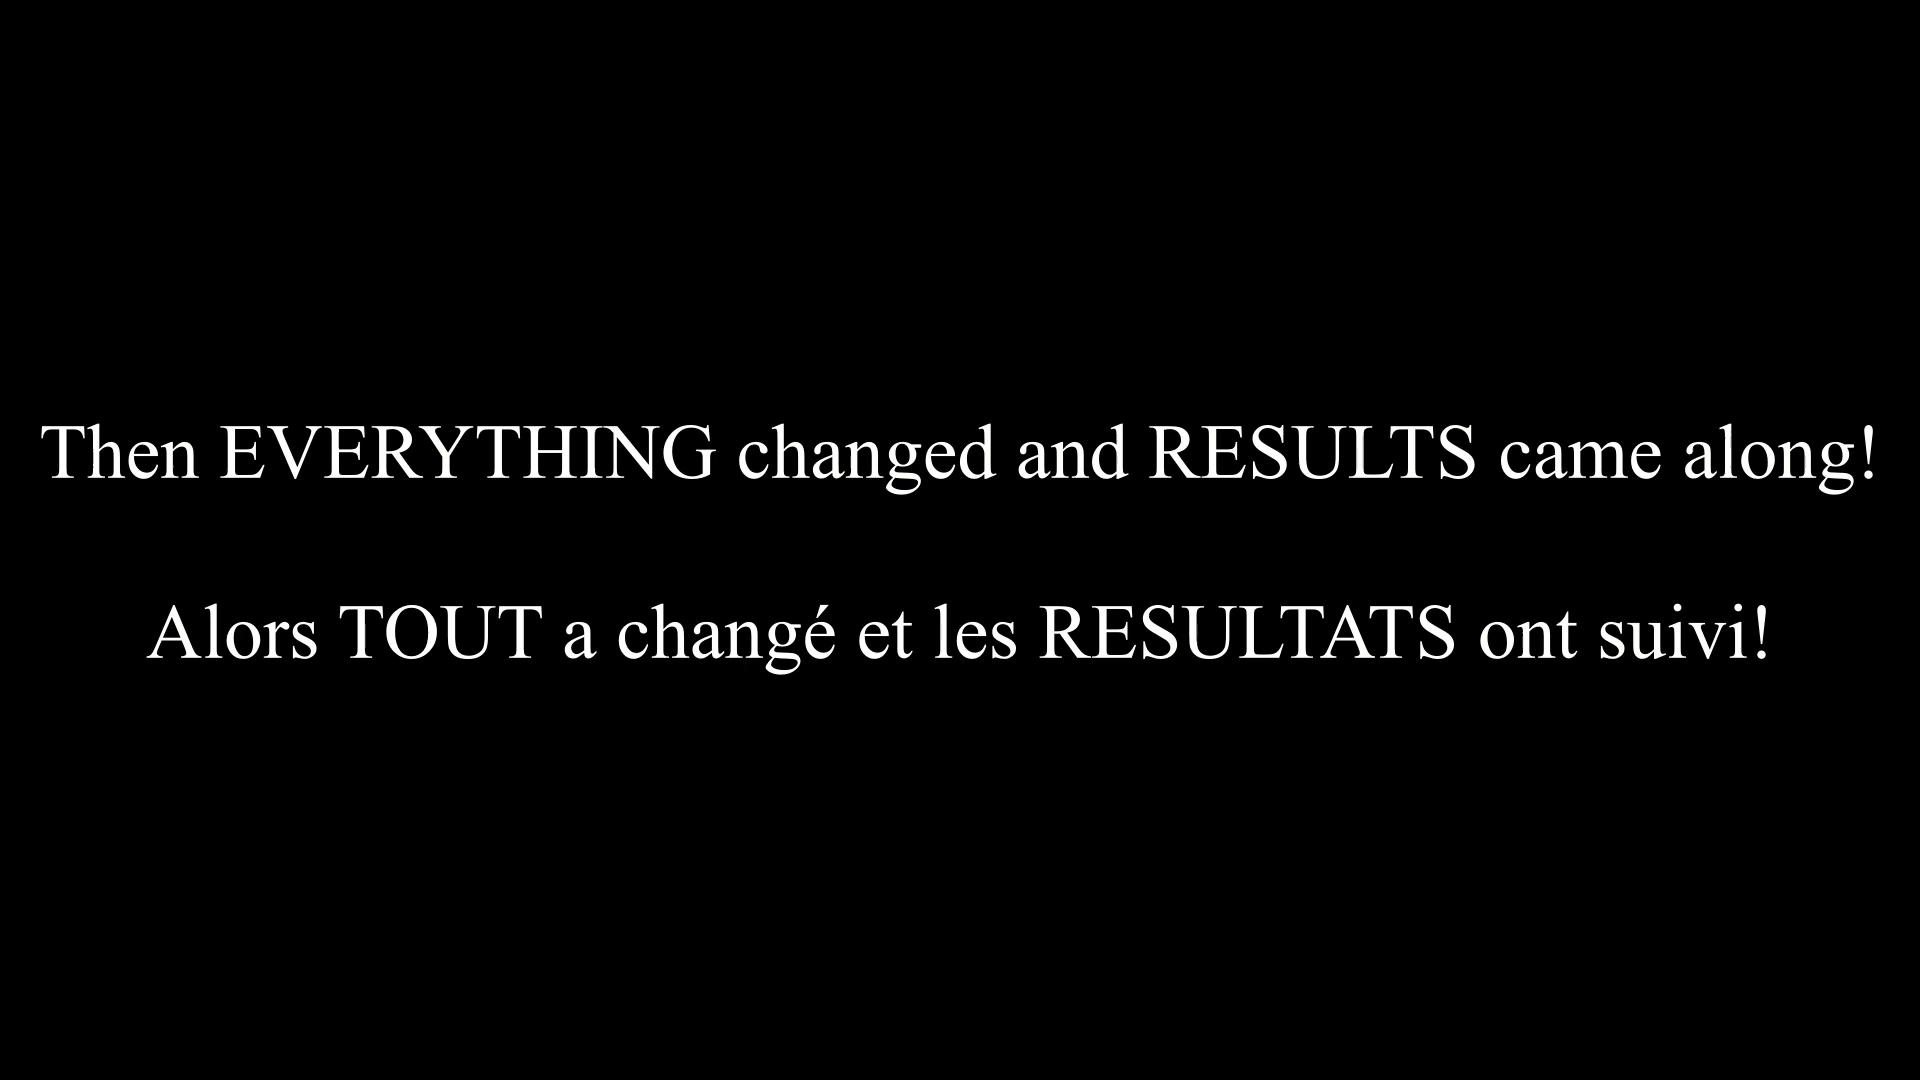 Then EVERYTHING changed and RESULTS came along!
Alors TOUT a changé et les RESULTATS ont suivi!